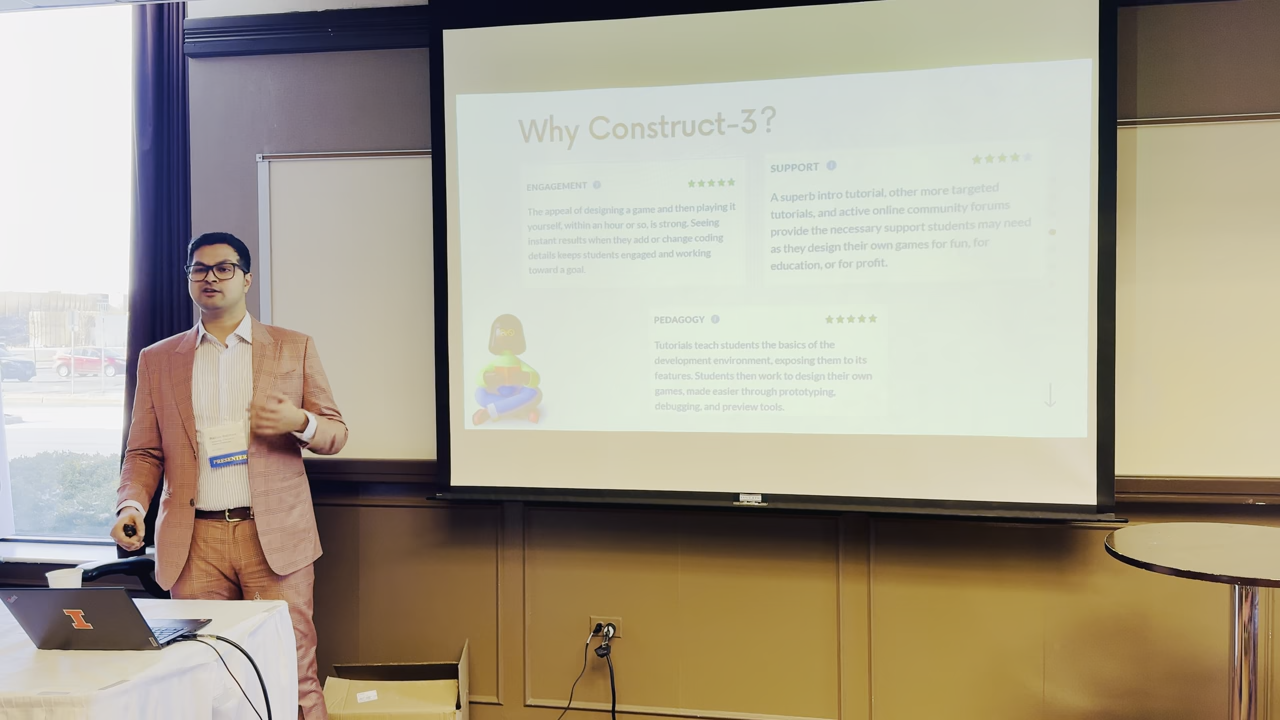 Why Construct-3?
ENGAGEMENT
The appeal of designing a game and then playing it
yourself, within an hour or so, is strong. Seeing
instant results when they add or change coding
details keeps students engaged and working
toward a goal.
SUPPORT
A superb intro tutorial, other more targeted
tutorials, and active online community forums
provide the necessary support students may need
as they design their own games for fun, for
education, or for profit.
PEDAGOGY
Tutorials teach students the basics of the
development environment, exposing them to its
features. Students then work to design their own
games, made easier through prototyping,
debugging, and preview tools.
PRESENTER
I